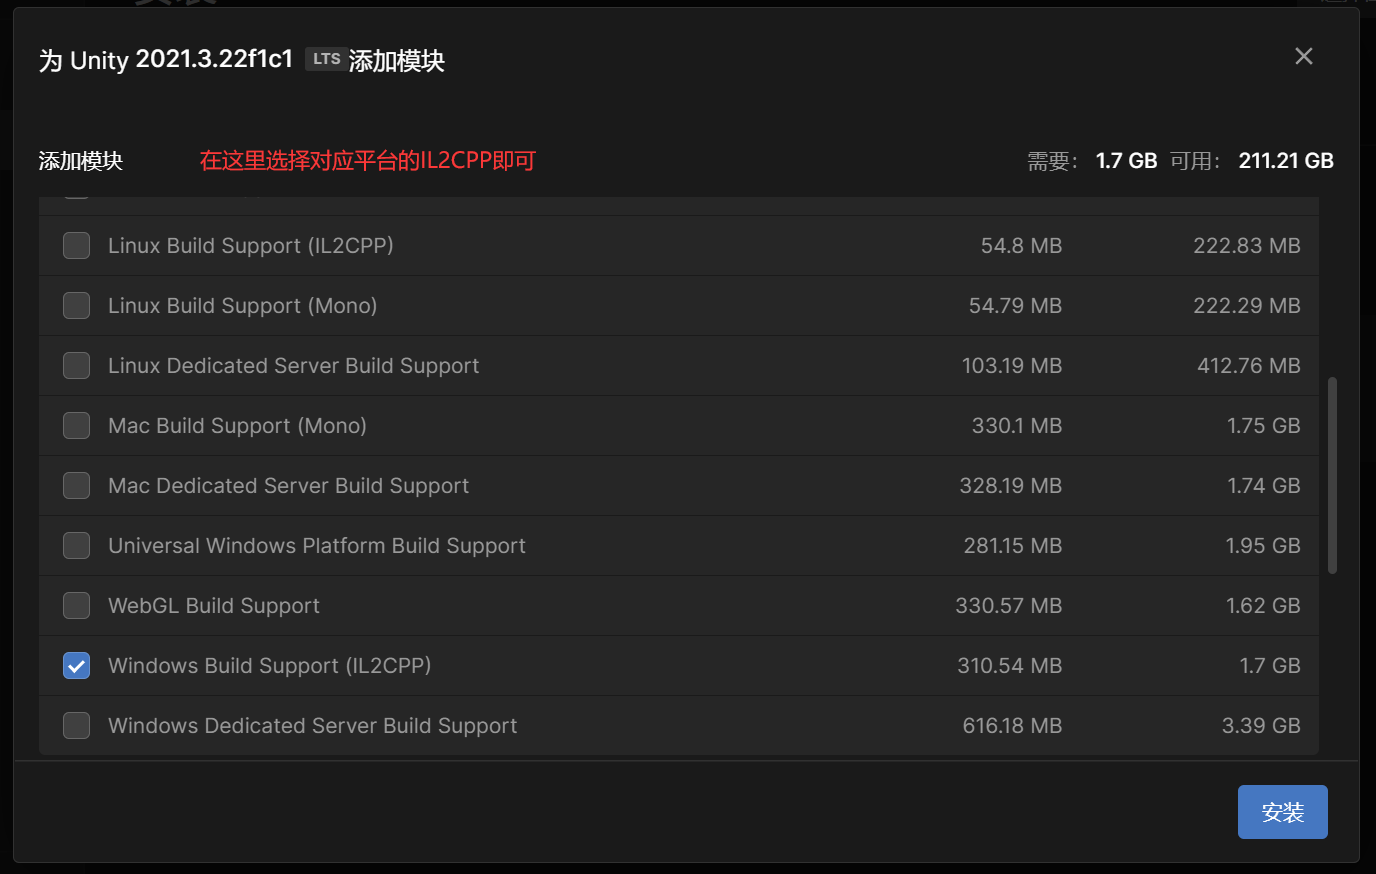 为 Unity 2021.3.22f1c1 LTS 添加模块
添加模块 在这里选择对应平台的IL2CPP即可 需要： 1.7 GB 可用： 211.21 GB
Linux Build Support (IL2CPP) 54.8 MB 222.83 MB
Linux Build Support (Mono) 54.79 MB 222.29 MB
Linux Dedicated Server Build Support 103.19 MB 412.76 MB
Mac Build Support (Mono) 330.1 MB 1.75 GB
Mac Dedicated Server Build Support 328.19 MB 1.74 GB
Universal Windows Platform Build Support 281.15 MB 1.95 GB
WebGL Build Support 330.57 MB 1.62 GB
Windows Build Support (IL2CPP) 310.54 MB 1.7 GB
Windows Dedicated Server Build Support 616.18 MB 3.39 GB
安装